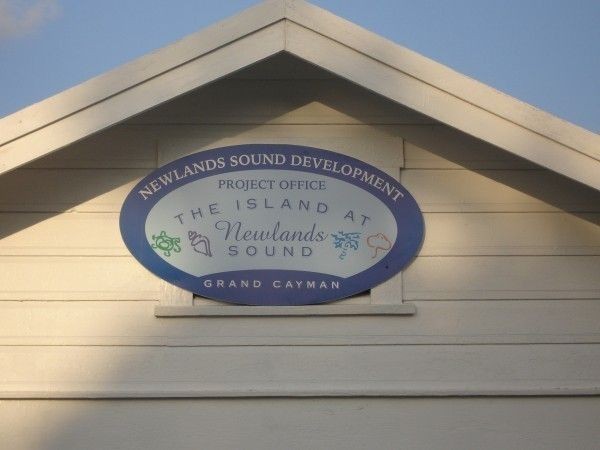 NEWLANDS SOUND DEVELOPMENT
PROJECT OFFICE
THE ISLAND AT
Newlands
SOUND
GRAND CAYMAN